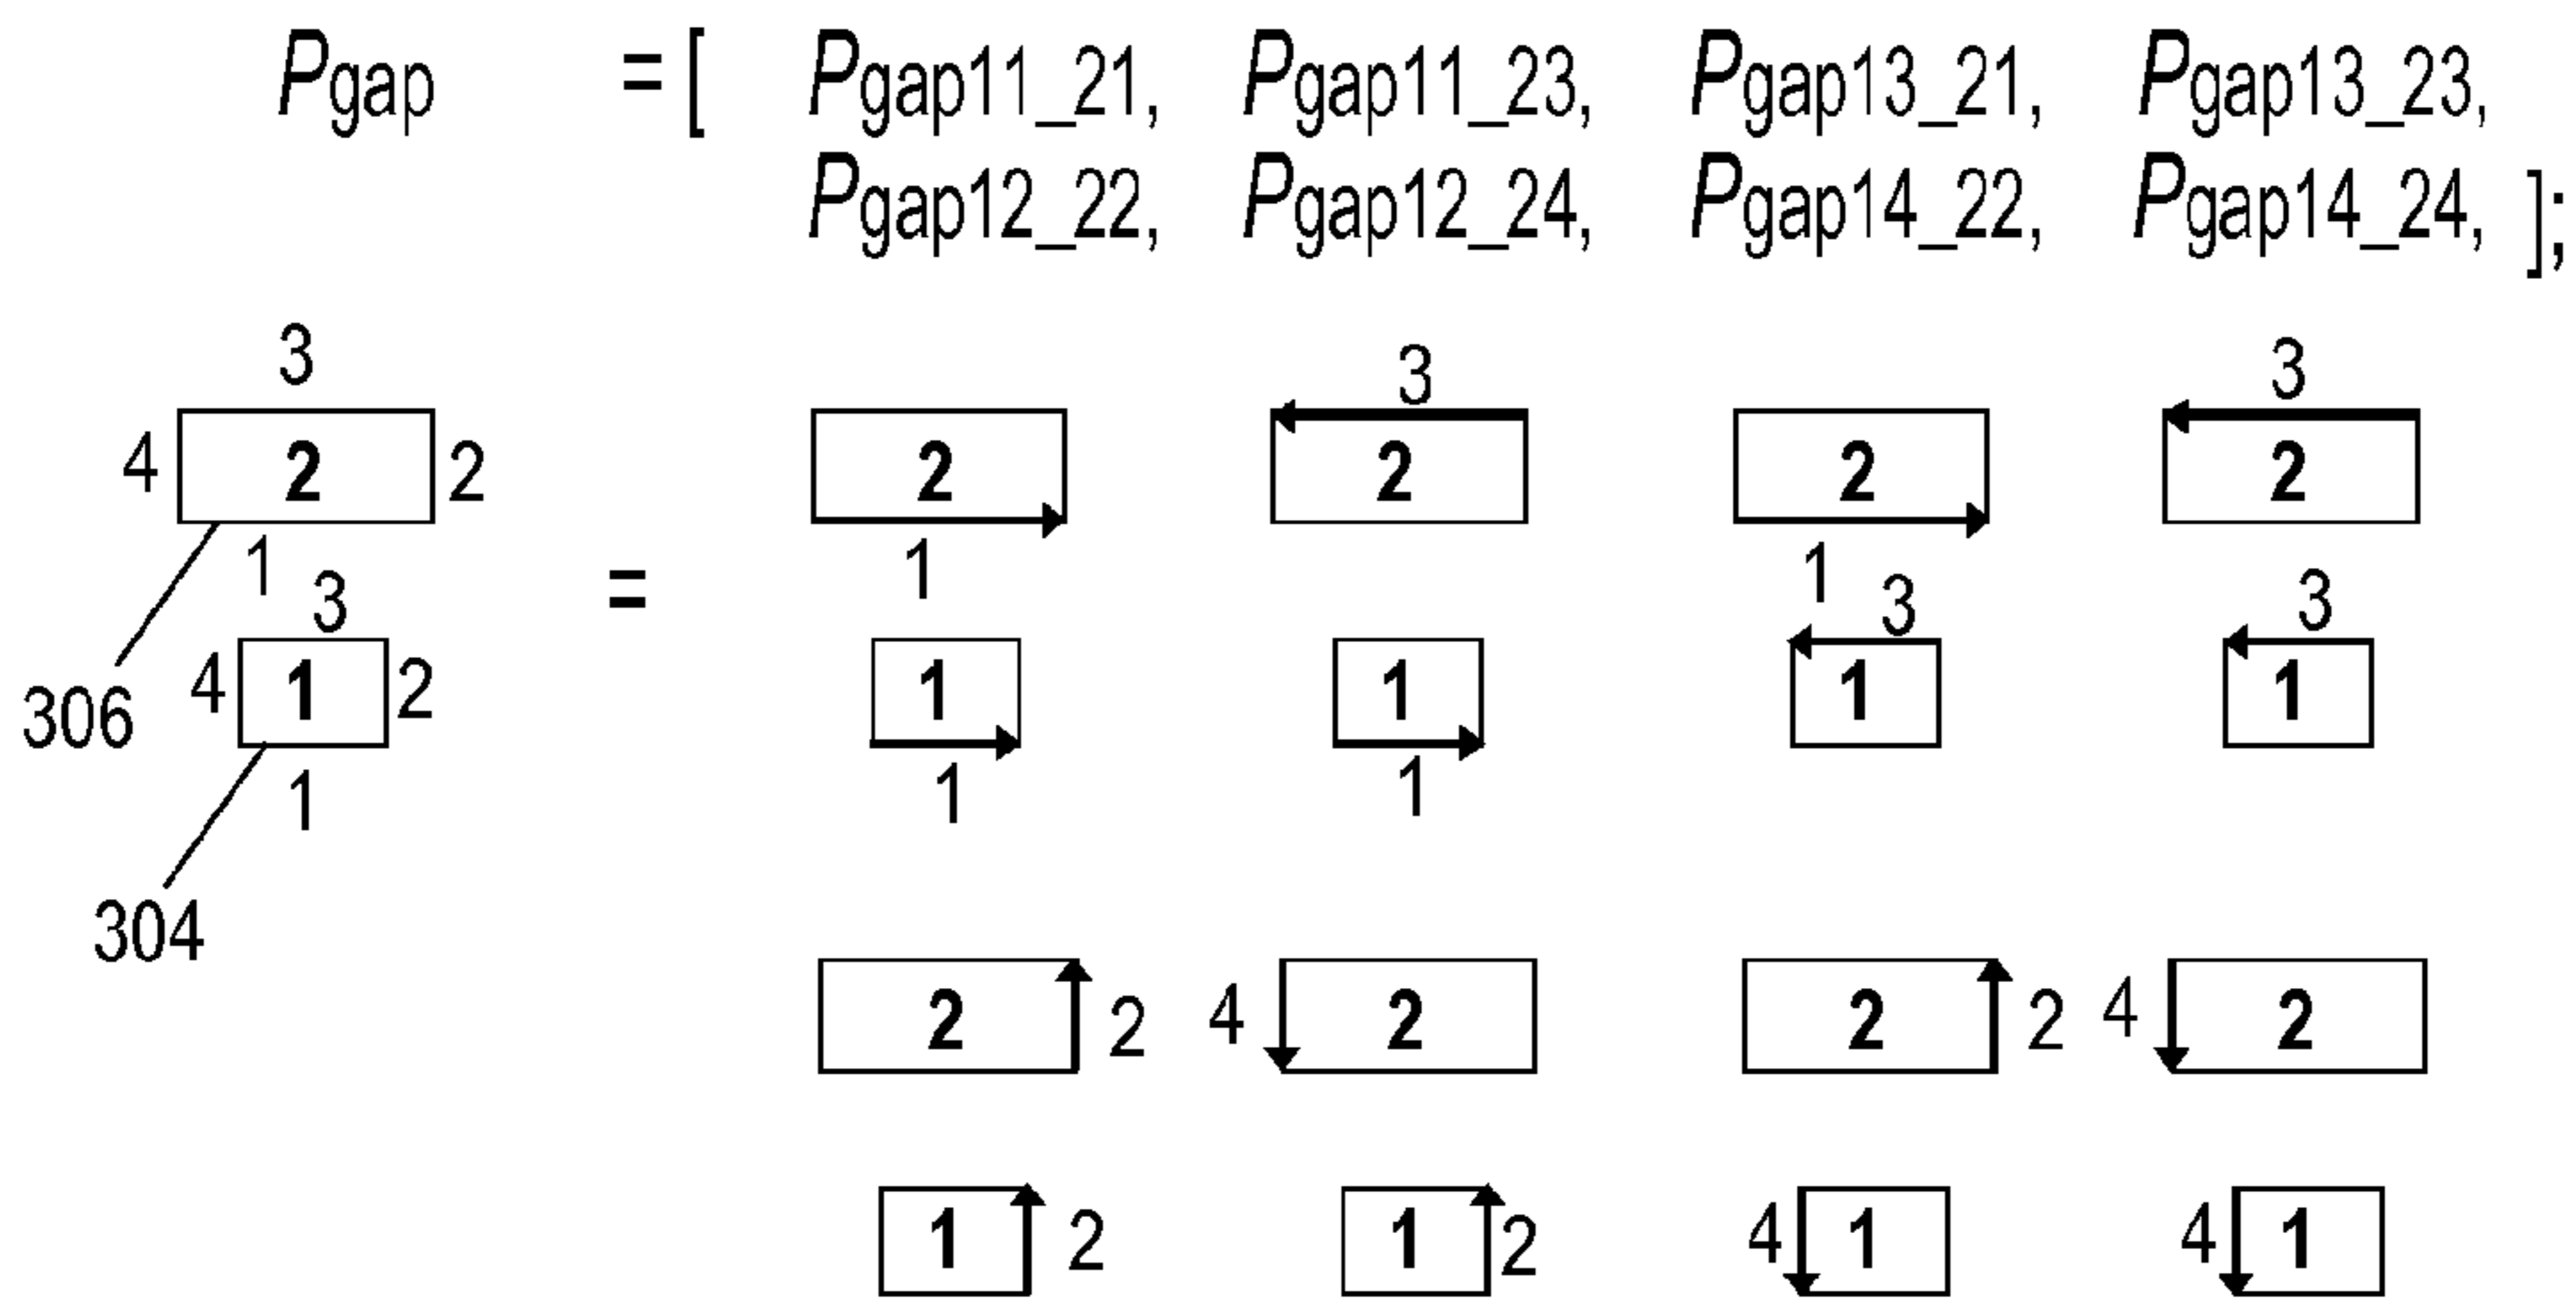 Pgap = [ Pgap11_21, Pgap11_23, Pgap13_21, Pgap13_23,
Pgap12_22, Pgap12_24, Pgap14_22, Pgap14_24, ];
3 3 3
4 2 2 2 2 2 2
1 1 1
3 = 3 3
4 1 2 1 1 1 1
306
1 1 1
304
2 2 4 2 2 2 4 2
1 2 1 2 4 1 4 1